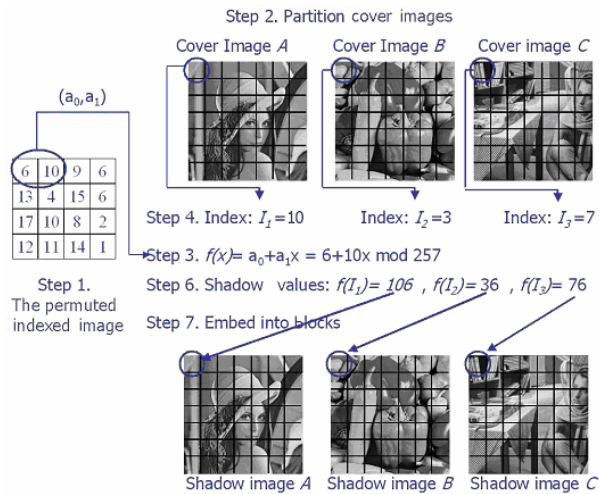 Step 2. Partition cover images
Cover Image A Cover Image B Cover image C
(a₀,a₁)
6 10 9 6
13 4 15 6
17 10 8 2
12 11 14 1
Step 1.
The permuted
indexed image
Step 4. Index: I₁=10 Index: I₂=3 Index: I₃=7
Step 3. f(x)= a₀+a₁x = 6+10x mod 257
Step 6. Shadow values: f(I₁)= 106 , f(I₂)= 36 , f(I₃)= 76
Step 7. Embed into blocks
Shadow image A Shadow image B Shadow image C